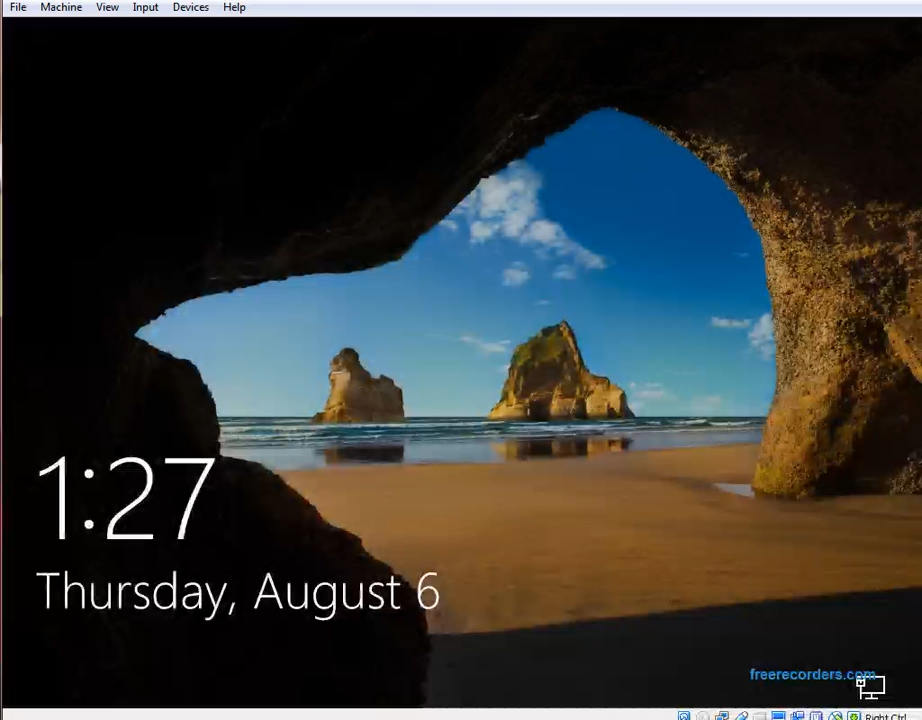 File Machine View Input Devices Help
1:27
Thursday, August 6
freerecorders.com
Right Ctrl